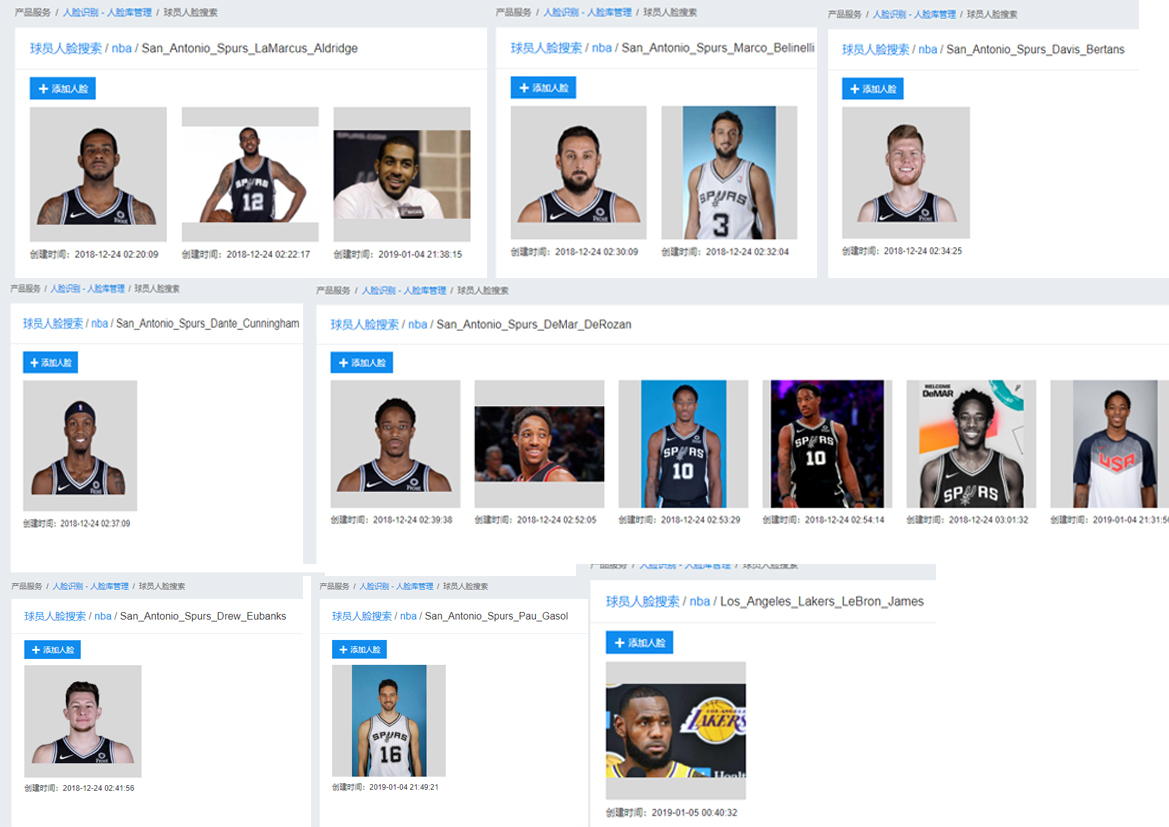 产品服务 / 人脸识别 - 人脸库管理 / 球员人脸搜索
球员人脸搜索 / nba / San_Antonio_Spurs_LaMarcus_Aldridge
+ 添加人脸
SPURS.COM
SPURS
12
创建时间: 2018-12-24 02:20:09
创建时间: 2018-12-24 02:22:17
创建时间: 2019-01-04 21:38:15
产品服务 / 人脸识别 - 人脸库管理 / 球员人脸搜索
球员人脸搜索 / nba / San_Antonio_Spurs_Marco_Belinelli
+ 添加人脸
SPURS
3
创建时间: 2018-12-24 02:30:09
创建时间: 2018-12-24 02:32:04
产品服务 / 人脸识别 - 人脸库管理 / 球员人脸搜索
球员人脸搜索 / nba / San_Antonio_Spurs_Davis_Bertans
+ 添加人脸
创建时间: 2018-12-24 02:34:25
产品服务 / 人脸识别 - 人脸库管理 / 球员人脸搜索
球员人脸搜索 / nba / San_Antonio_Spurs_Dante_Cunningham
+ 添加人脸
创建时间: 2018-12-24 02:37:09
产品服务 / 人脸识别 - 人脸库管理 / 球员人脸搜索
球员人脸搜索 / nba / San_Antonio_Spurs_DeMar_DeRozan
+ 添加人脸
SPURS
10
SPURS
10
WELCOME
DeMAR
SPURS
USA
创建时间: 2018-12-24 02:39:38
创建时间: 2018-12-24 02:52:05
创建时间: 2018-12-24 02:53:29
创建时间: 2018-12-24 02:54:14
创建时间: 2018-12-24 03:01:32
创建时间: 2019-01-04 21:31:56
产品服务 / 人脸识别 - 人脸库管理 / 球员人脸搜索
球员人脸搜索 / nba / San_Antonio_Spurs_Drew_Eubanks
+ 添加人脸
创建时间: 2018-12-24 02:41:56
产品服务 / 人脸识别 - 人脸库管理 / 球员人脸搜索
球员人脸搜索 / nba / San_Antonio_Spurs_Pau_Gasol
+ 添加人脸
SPURS
16
创建时间: 2019-01-04 21:49:21
产品服务 / 人脸识别 - 人脸库管理 / 球员人脸搜索
球员人脸搜索 / nba / Los_Angeles_Lakers_LeBron_James
+ 添加人脸
LOS ANGELES
LAKERS
Health
创建时间: 2019-01-05 00:40:32